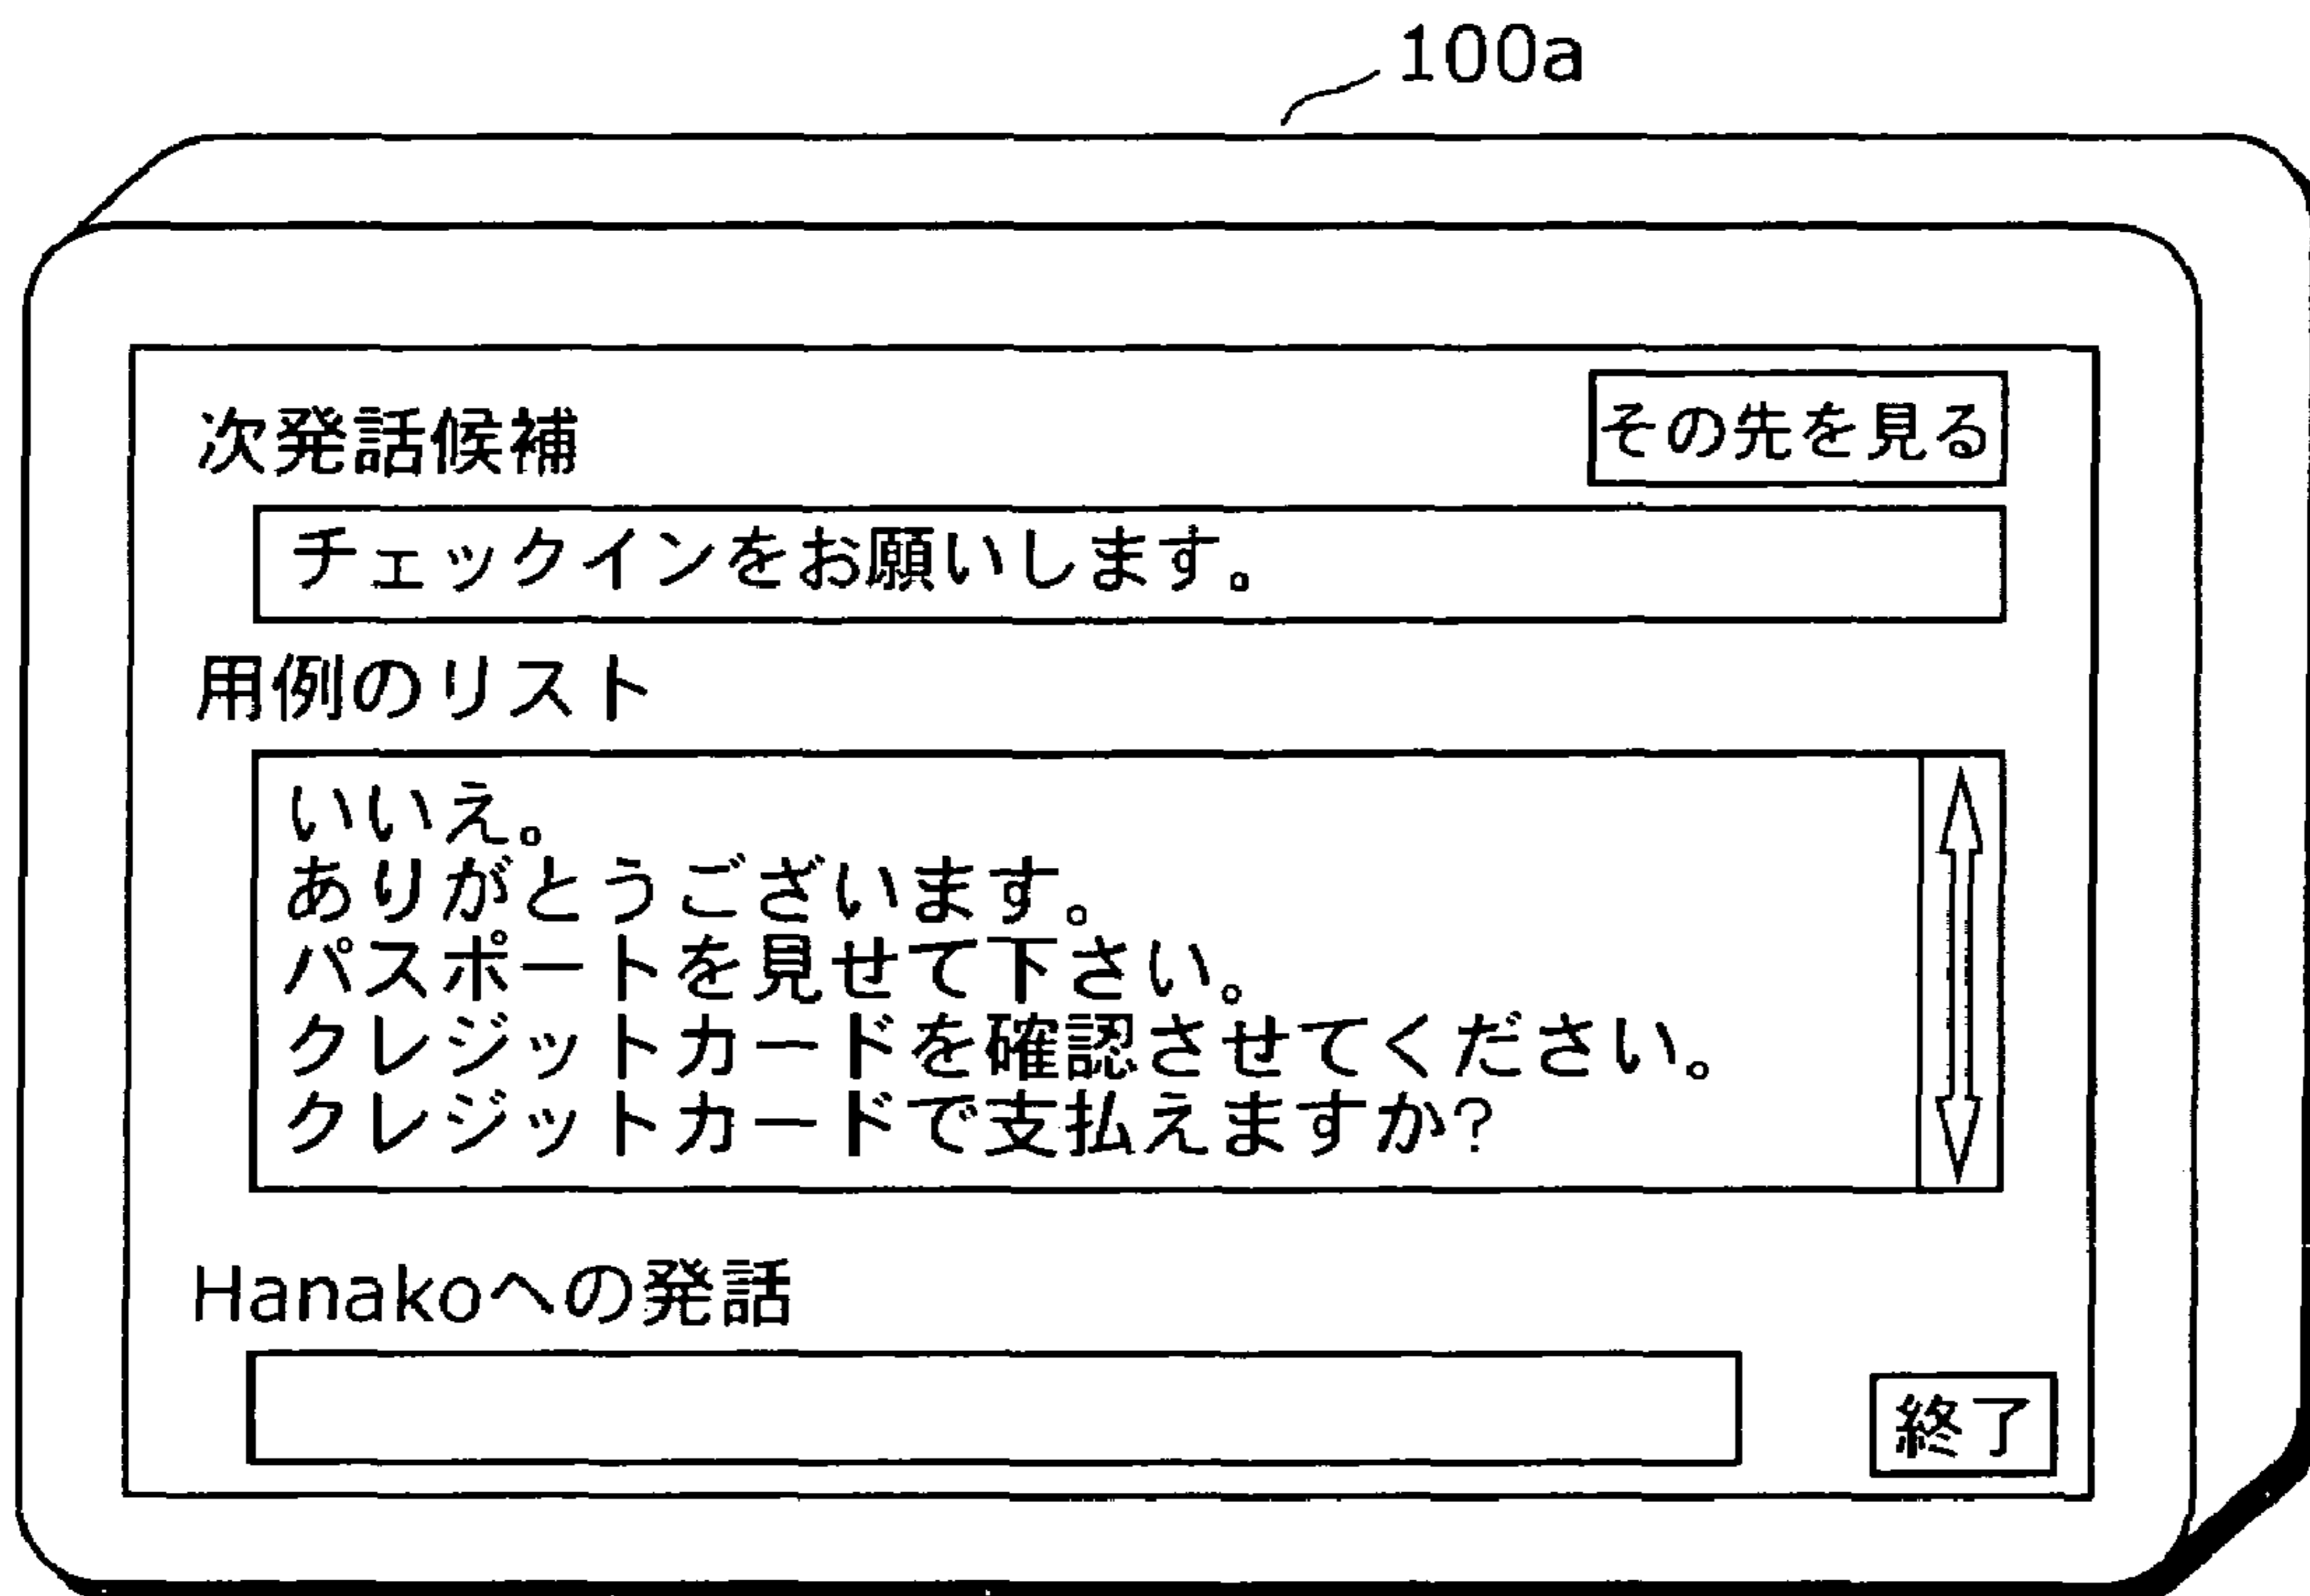 100a
次発話候補
その先を見る
チェックインをお願いします。
用例のリスト
いいえ。
ありがとうございます。
パスポートを見せて下さい。
クレジットカードを確認させてください。
クレジットカードで支払えますか?
Hanakoへの発話
終了